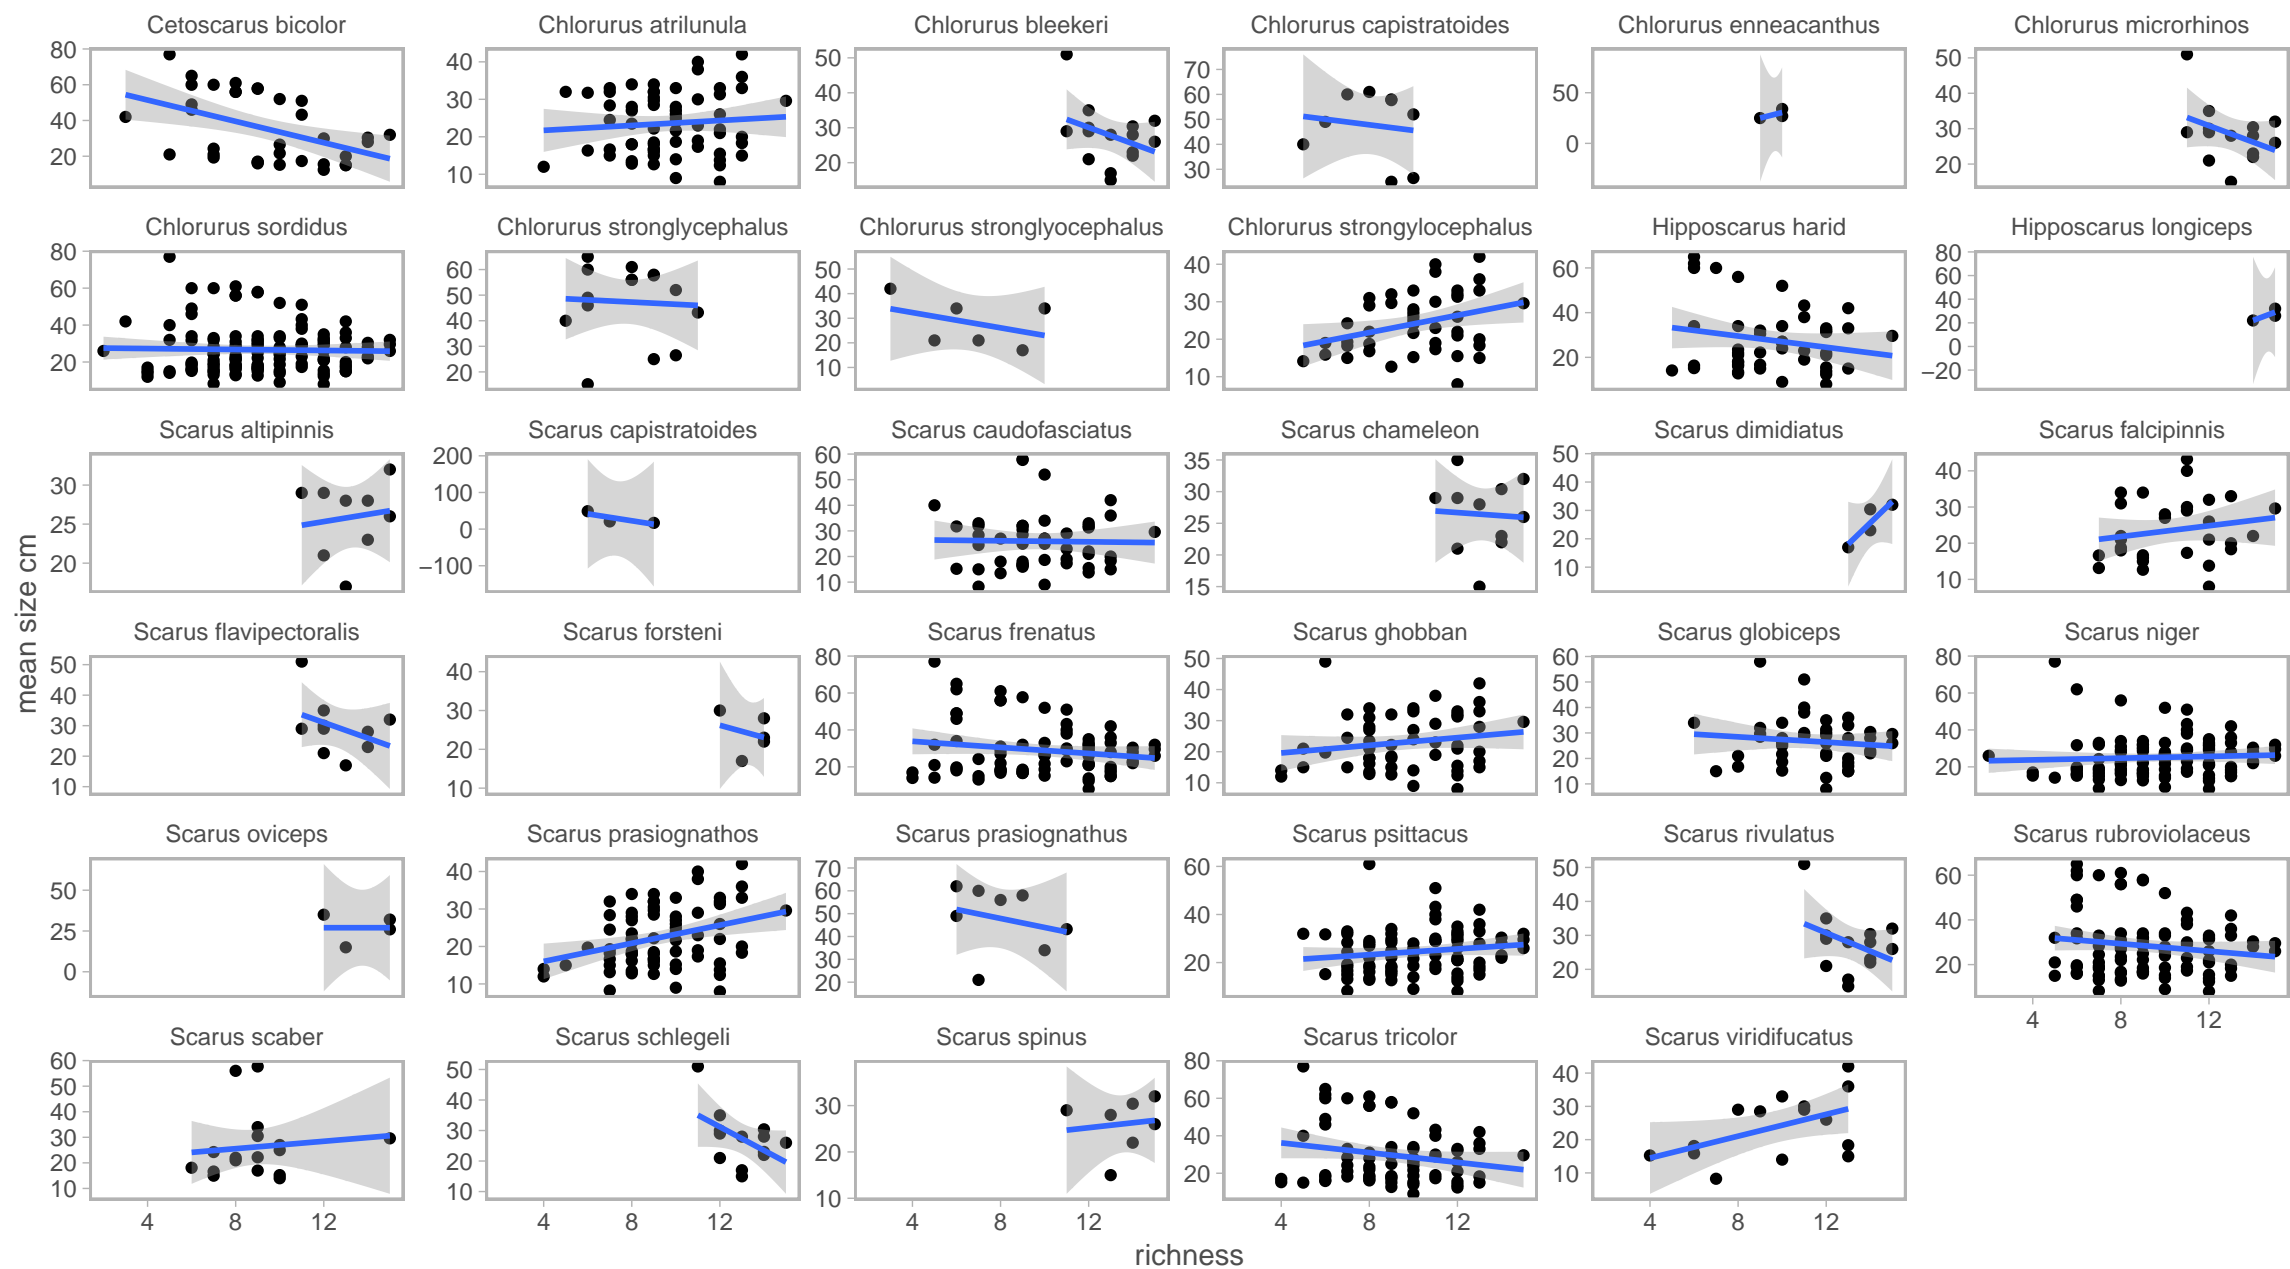 Cetoscarus bicolor Chlorurus atrilunula Chlorurus bleekeri Chlorurus capistratoides Chlorurus enneacanthus Chlorurus microrhinos
80 60 40 20
40 30 20 10
50 40 30 20
70 60 50 40 30
50 0
50 40 30 20
Chlorurus sordidus Chlorurus stronglycephalus Chlorurus stronglyocephalus Chlorurus strongylocephalus Hipposcarus harid Hipposcarus longiceps
80 60 40 20
60 50 40 30 20
50 40 30 20 10
40 30 20 10
60 40 20
80 60 40 20 0 −20
Scarus altipinnis Scarus capistratoides Scarus caudofasciatus Scarus chameleon Scarus dimidiatus Scarus falcipinnis
30 25 20
200 100 0 −100
60 50 40 30 20 10
35 30 25 20 15
50 40 30 20 10
40 30 20 10
mean size cm
Scarus flavipectoralis Scarus forsteni Scarus frenatus Scarus ghobban Scarus globiceps Scarus niger
50 40 30 20 10
40 30 20 10
80 60 40 20
50 40 30 20 10
60 50 40 30 20 10
80 60 40 20
Scarus oviceps Scarus prasiognathos Scarus prasiognathus Scarus psittacus Scarus rivulatus Scarus rubroviolaceus
50 25 0
40 30 20 10
70 60 50 40 30 20
60 40 20
50 40 30 20
60 40 20
4 8 12
Scarus scaber Scarus schlegeli Scarus spinus Scarus tricolor Scarus viridifucatus
60 50 40 30 20 10
50 40 30 20 10
30 20 10
80 60 40 20
40 30 20 10
4 8 12 4 8 12 4 8 12 4 8 12 4 8 12
richness